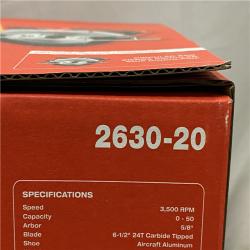 2630-20
SPECIFICATIONS
Speed 3,500 RPM
Capacity 0 - 50
Arbor 5/8"
Blade 6-1/2" 24T Carbide Tipped
Shoe Aircraft Aluminum